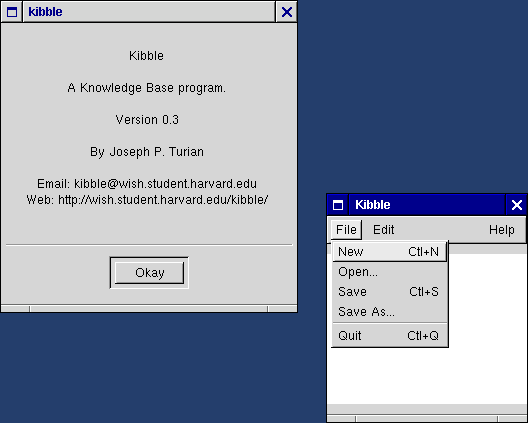 kibble
Kibble
A Knowledge Base program.
Version 0.3
By Joseph P. Turian
Email: kibble@wish.student.harvard.edu
Web: http://wish.student.harvard.edu/kibble/
Okay
Kibble
File Edit Help
New Ctl+N
Open...
Save Ctl+S
Save As...
Quit Ctl+Q